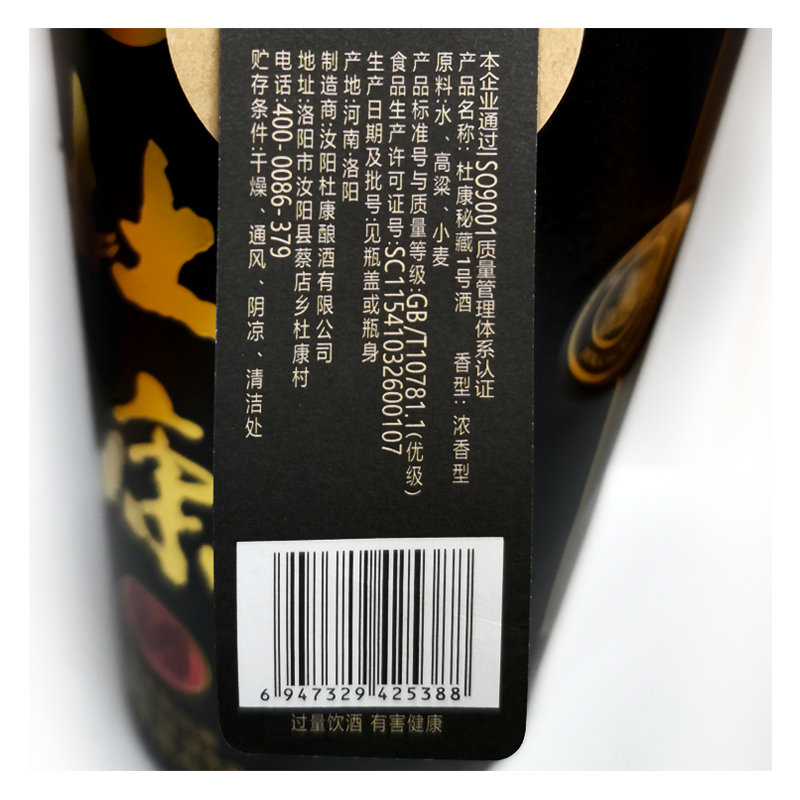 本企业通过ISO9001质量管理体系认证
产品名称:杜康秘藏1号酒 香型:浓香型
原料:水、高粱、小麦
产品标准号与质量等级:GB/T10781.1(优级)
食品生产许可证号:SC11541032600107
生产日期及批号:见瓶盖或瓶身
产地:河南洛阳
制造商:汝阳杜康酿酒有限公司
地址:洛阳市汝阳县蔡店乡杜康村
电话:400-0086-379
贮存条件:干燥、通风、阴凉、清洁处
6 947329 425388
过量饮酒 有害健康
康